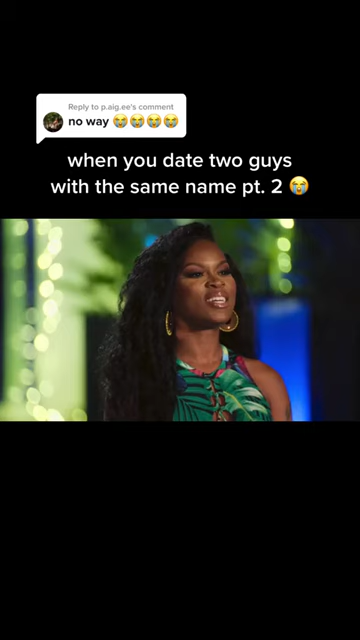 Reply to p.aig.ee's comment
no way 😭😭😭😭
when you date two guys
with the same name pt. 2 😭